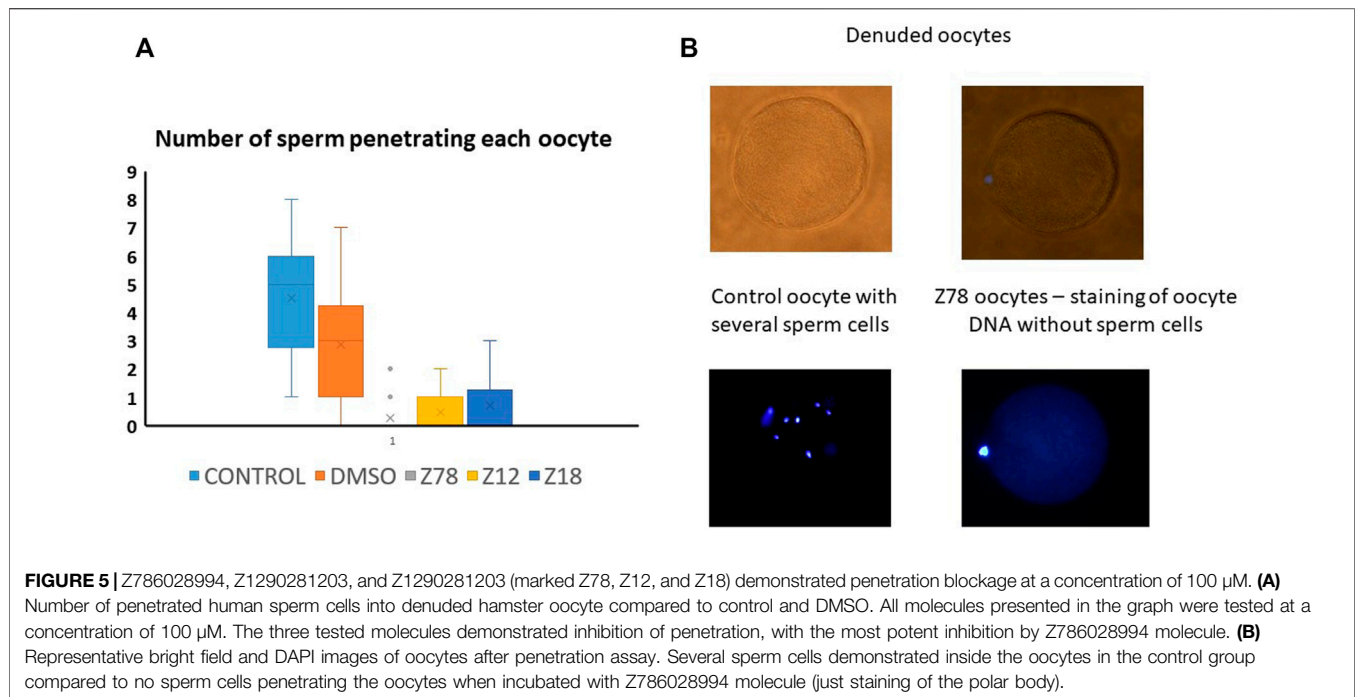 A
Number of sperm penetrating each oocyte
9
8
7
6
5
4
3
2
1
0
1
CONTROL DMSO Z78 Z12 Z18
B
Denuded oocytes
Control oocyte with
several sperm cells
Z78 oocytes – staining of oocyte
DNA without sperm cells
FIGURE 5 | Z786028994, Z1290281203, and Z1290281203 (marked Z78, Z12, and Z18) demonstrated penetration blockage at a concentration of 100 µM. (A)
Number of penetrated human sperm cells into denuded hamster oocyte compared to control and DMSO. All molecules presented in the graph were tested at a
concentration of 100 µM. The three tested molecules demonstrated inhibition of penetration, with the most potent inhibition by Z786028994 molecule. (B)
Representative bright field and DAPI images of oocytes after penetration assay. Several sperm cells demonstrated inside the oocytes in the control group
compared to no sperm cells penetrating the oocytes when incubated with Z786028994 molecule (just staining of the polar body).